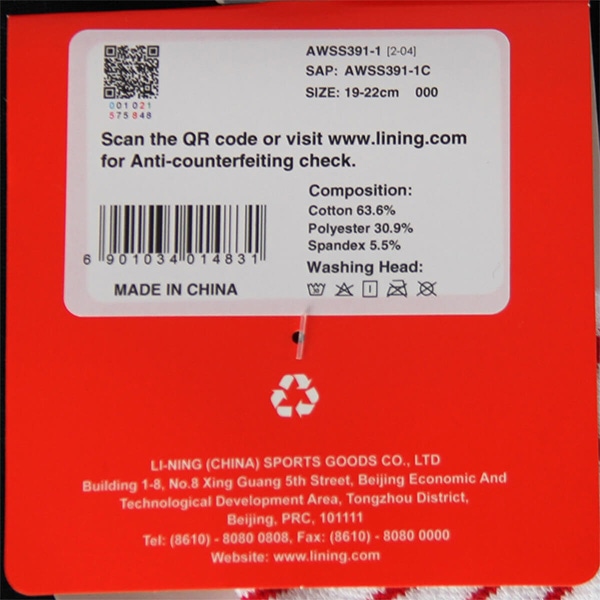 AWSS391-1 [2-04]
SAP: AWSS391-1C
SIZE: 19-22cm 000
001021
575848
Scan the QR code or visit www.lining.com
for Anti-counterfeiting check.
Composition:
Cotton 63.6%
Polyester 30.9%
Spandex 5.5%
6 901034 014831
Washing Head:
MADE IN CHINA
LI-NING (CHINA) SPORTS GOODS CO., LTD
Building 1-8, No.8 Xing Guang 5th Street, Beijing Economic And
Technological Development Area, Tongzhou District,
Beijing, PRC, 101111
Tel: (8610) - 8080 0808, Fax: (8610) - 8080 0000
Website: www.lining.com